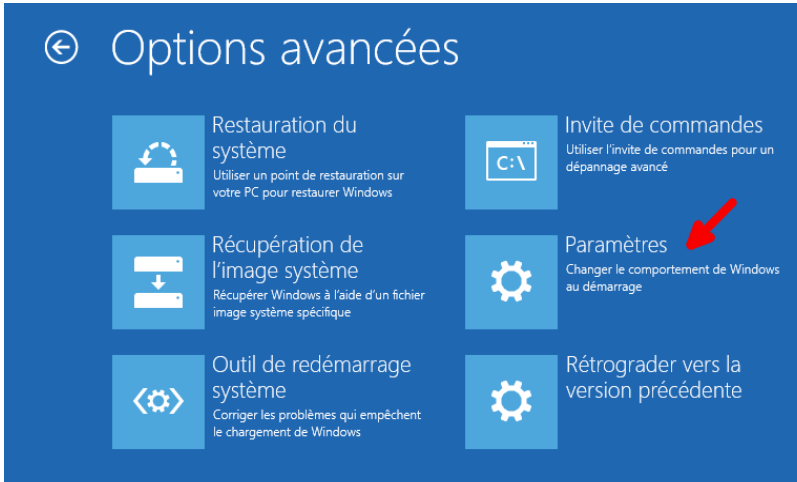 Options avancées
Restauration du
système
Utiliser un point de restauration sur
votre PC pour restaurer Windows
Récupération de
l'image système
Récupérer Windows à l'aide d'un fichier
image système spécifique
Outil de redémarrage
système
Corriger les problèmes qui empêchent
le chargement de Windows
C:\
Invite de commandes
Utiliser l'invite de commandes pour un
dépannage avancé
Paramètres
Changer le comportement de Windows
au démarrage
Rétrograder vers la
version précédente